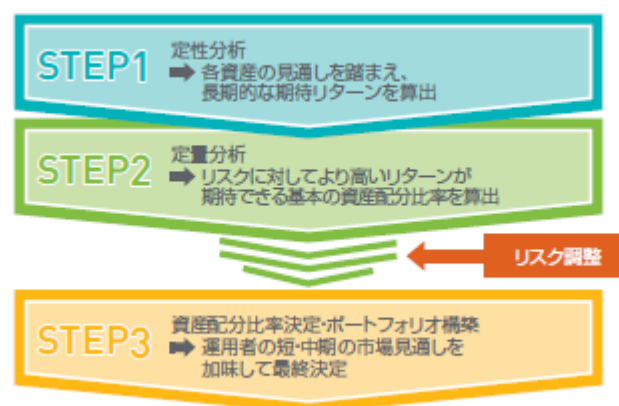 STEP1
定性分析
➡ 各資産の見通しを踏まえ、
長期的な期待リターンを算出
STEP2
定量分析
➡ リスクに対してより高いリターンが
期待できる基本の資産配分比率を算出
リスク調整
STEP3
資産配分比率決定・ポートフォリオ構築
➡ 運用者の短・中期の市場見通しを
加味して最終決定